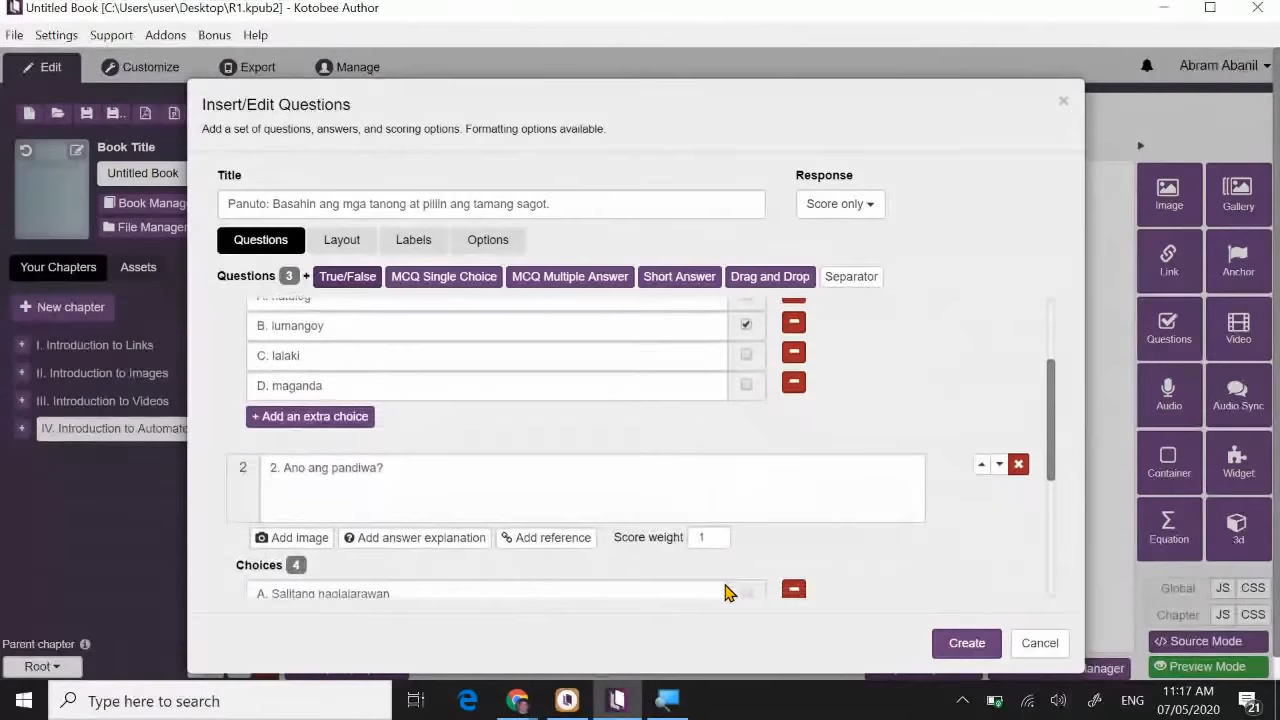 Untitled Book [C:\Users\user\Desktop\R1.kpub2] - Kotobee Author
File Settings Support Addons Bonus Help
Edit Customize Export Manage
Abram Abanil
Insert/Edit Questions
Add a set of questions, answers, and scoring options. Formatting options available.
Book Title
Untitled Book
Book Manag
File Manager
Your Chapters Assets
+ New chapter
I. Introduction to Links
II. Introduction to Images
III. Introduction to Videos
IV. Introduction to Automate
Parent chapter
Root
Title
Response
Panuto: Basahin ang mga tanong at piliin ang tamang sagot.
Score only
Questions Layout Labels Options
Questions 3 + True/False MCQ Single Choice MCQ Multiple Answer Short Answer Drag and Drop Separator
B. lumangoy
C. lalaki
D. maganda
+ Add an extra choice
2 2. Ano ang pandiwa?
Add image Add answer explanation Add reference Score weight 1
Choices 4
A. Salitang naglalarawan
Create Cancel
Image Gallery
Link Anchor
Questions Video
Audio Audio Sync
Container Widget
Equation 3d
Global JS CSS
Chapter JS CSS
</> Source Mode
anager
Preview Mode
Type here to search
ENG
11:17 AM
07/05/2020
21